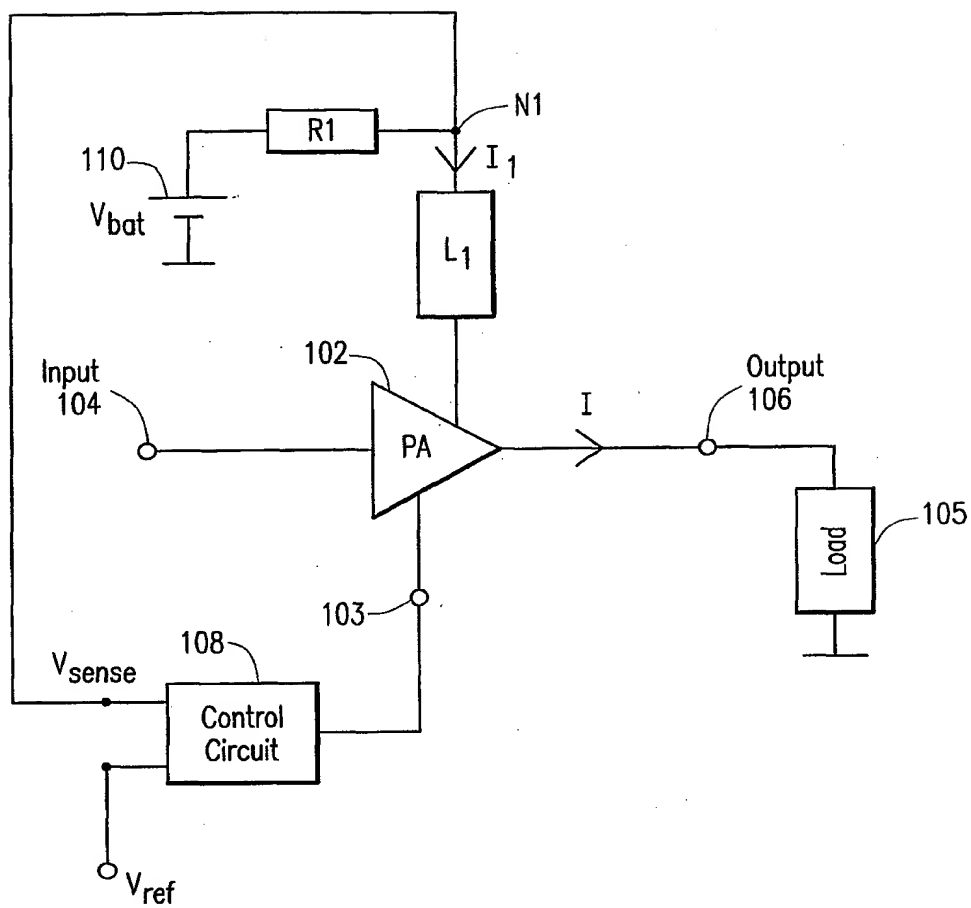 N1
R1
I1
110
Vbat
L1
102
Input
104
PA
I
Output
106
Load
105
103
108
Vsense
Control
Circuit
Vref